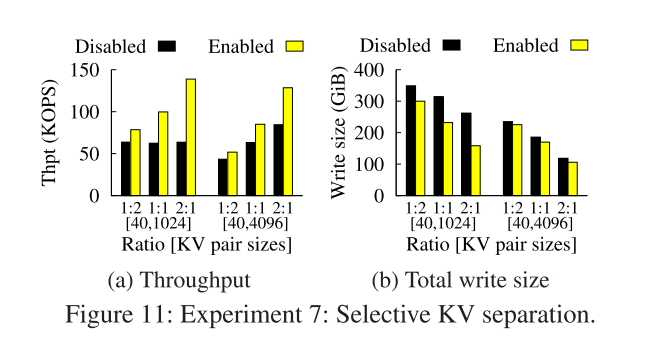 Disabled Enabled
Thpt (KOPS)
150
100
50
0
1:2 1:1 2:1 1:2 1:1 2:1
[40,1024] [40,4096]
Ratio [KV pair sizes]
(a) Throughput
Disabled Enabled
Write size (GiB)
400
300
200
100
0
1:2 1:1 2:1 1:2 1:1 2:1
[40,1024] [40,4096]
Ratio [KV pair sizes]
(b) Total write size
Figure 11: Experiment 7: Selective KV separation.